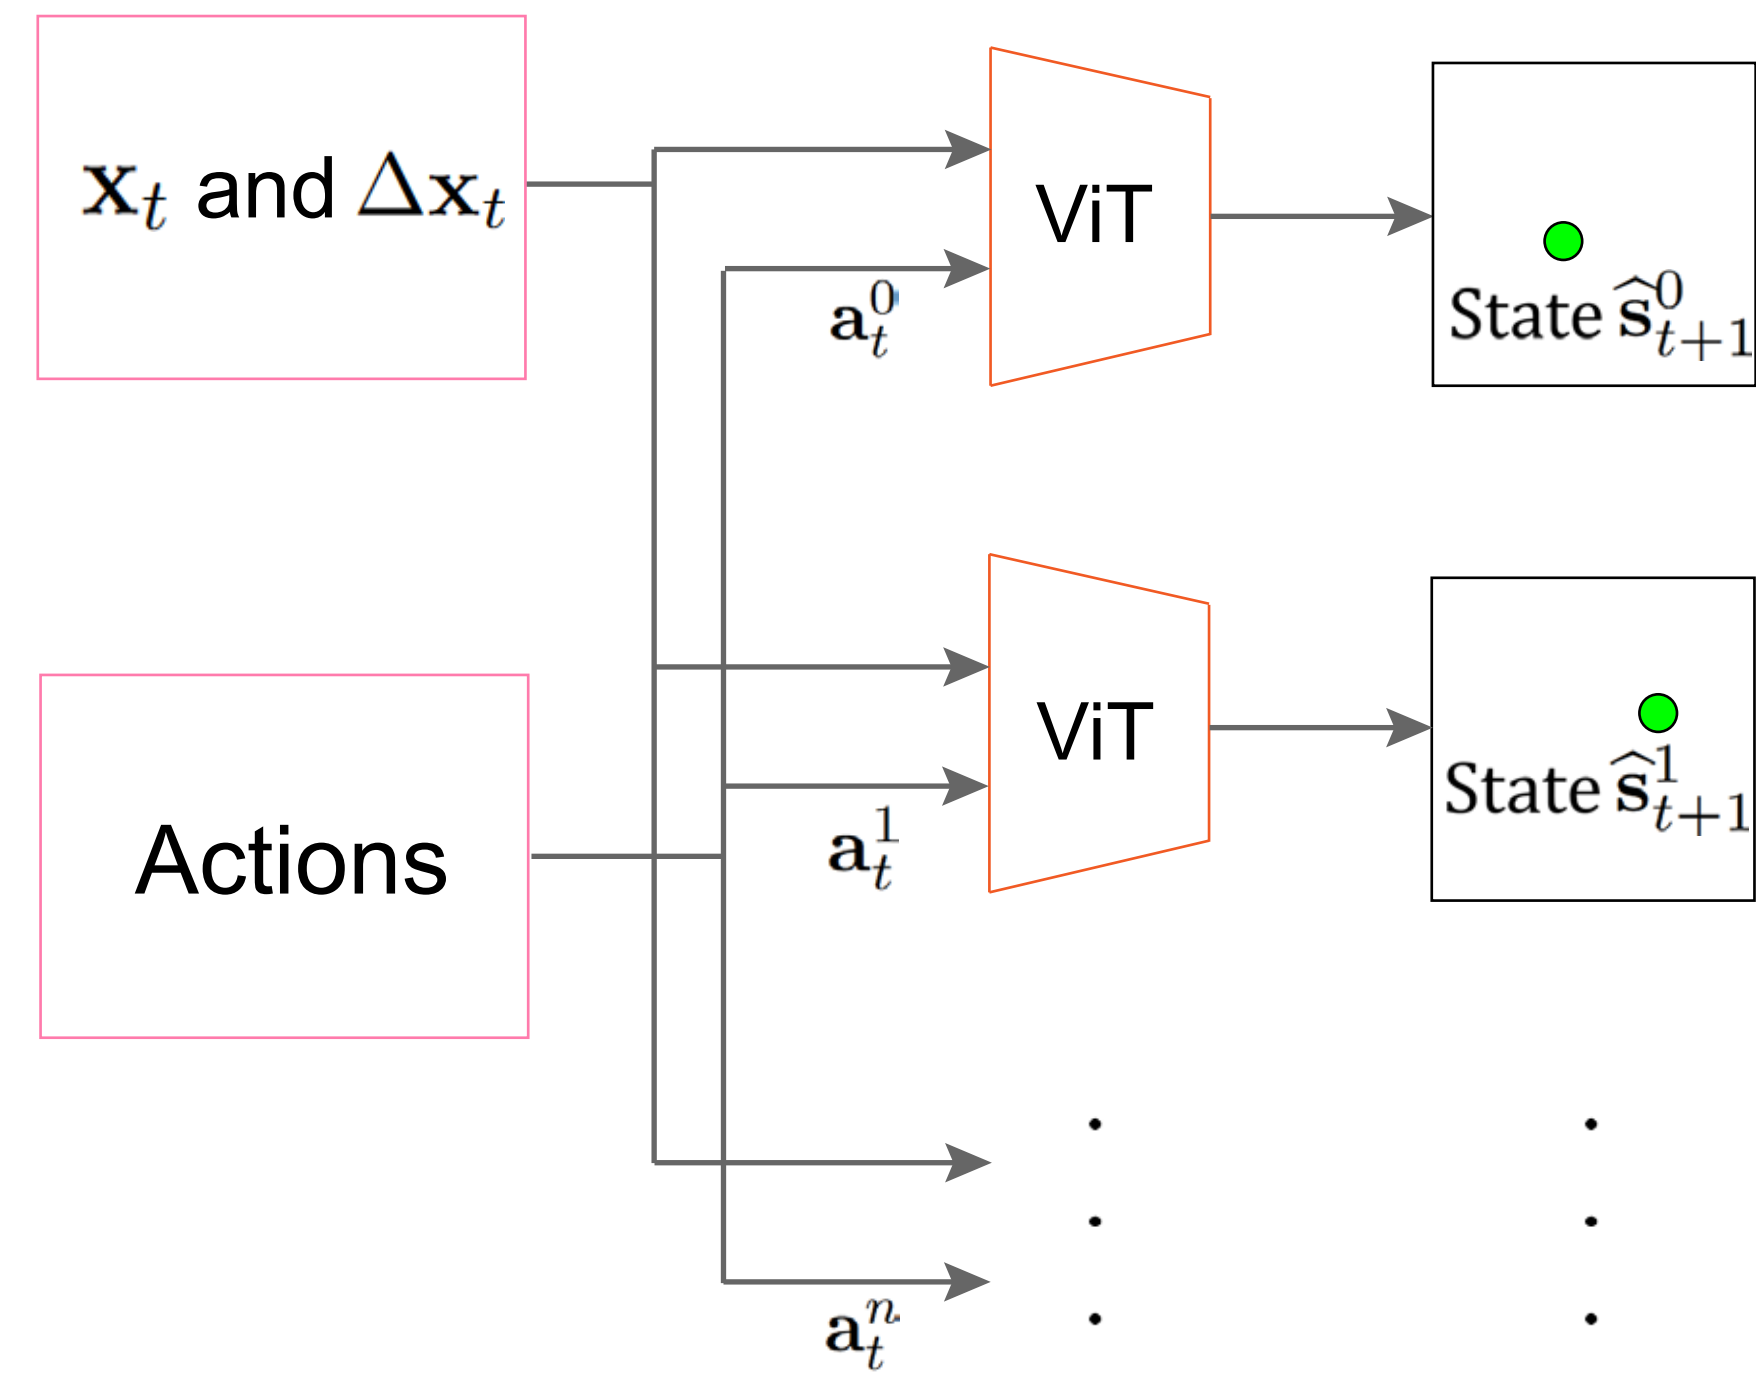 𝐱_t and Δ𝐱_t
ViT
𝐚_t^0
State ŝ_{t+1}^0
Actions
ViT
𝐚_t^1
State ŝ_{t+1}^1
𝐚_t^n